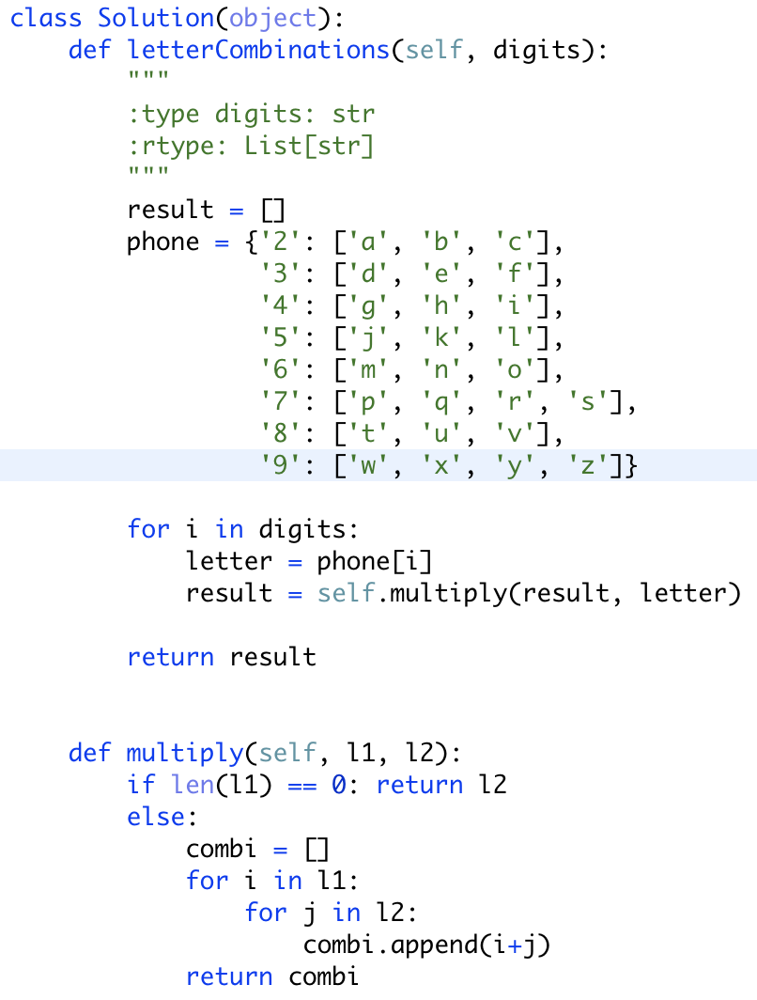 class Solution(object):
    def letterCombinations(self, digits):
        """
        :type digits: str
        :rtype: List[str]
        """
        result = []
        phone = {'2': ['a', 'b', 'c'],
                 '3': ['d', 'e', 'f'],
                 '4': ['g', 'h', 'i'],
                 '5': ['j', 'k', 'l'],
                 '6': ['m', 'n', 'o'],
                 '7': ['p', 'q', 'r', 's'],
                 '8': ['t', 'u', 'v'],
                 '9': ['w', 'x', 'y', 'z']}

        for i in digits:
            letter = phone[i]
            result = self.multiply(result, letter)

        return result


    def multiply(self, l1, l2):
        if len(l1) == 0: return l2
        else:
            combi = []
            for i in l1:
                for j in l2:
                    combi.append(i+j)
            return combi